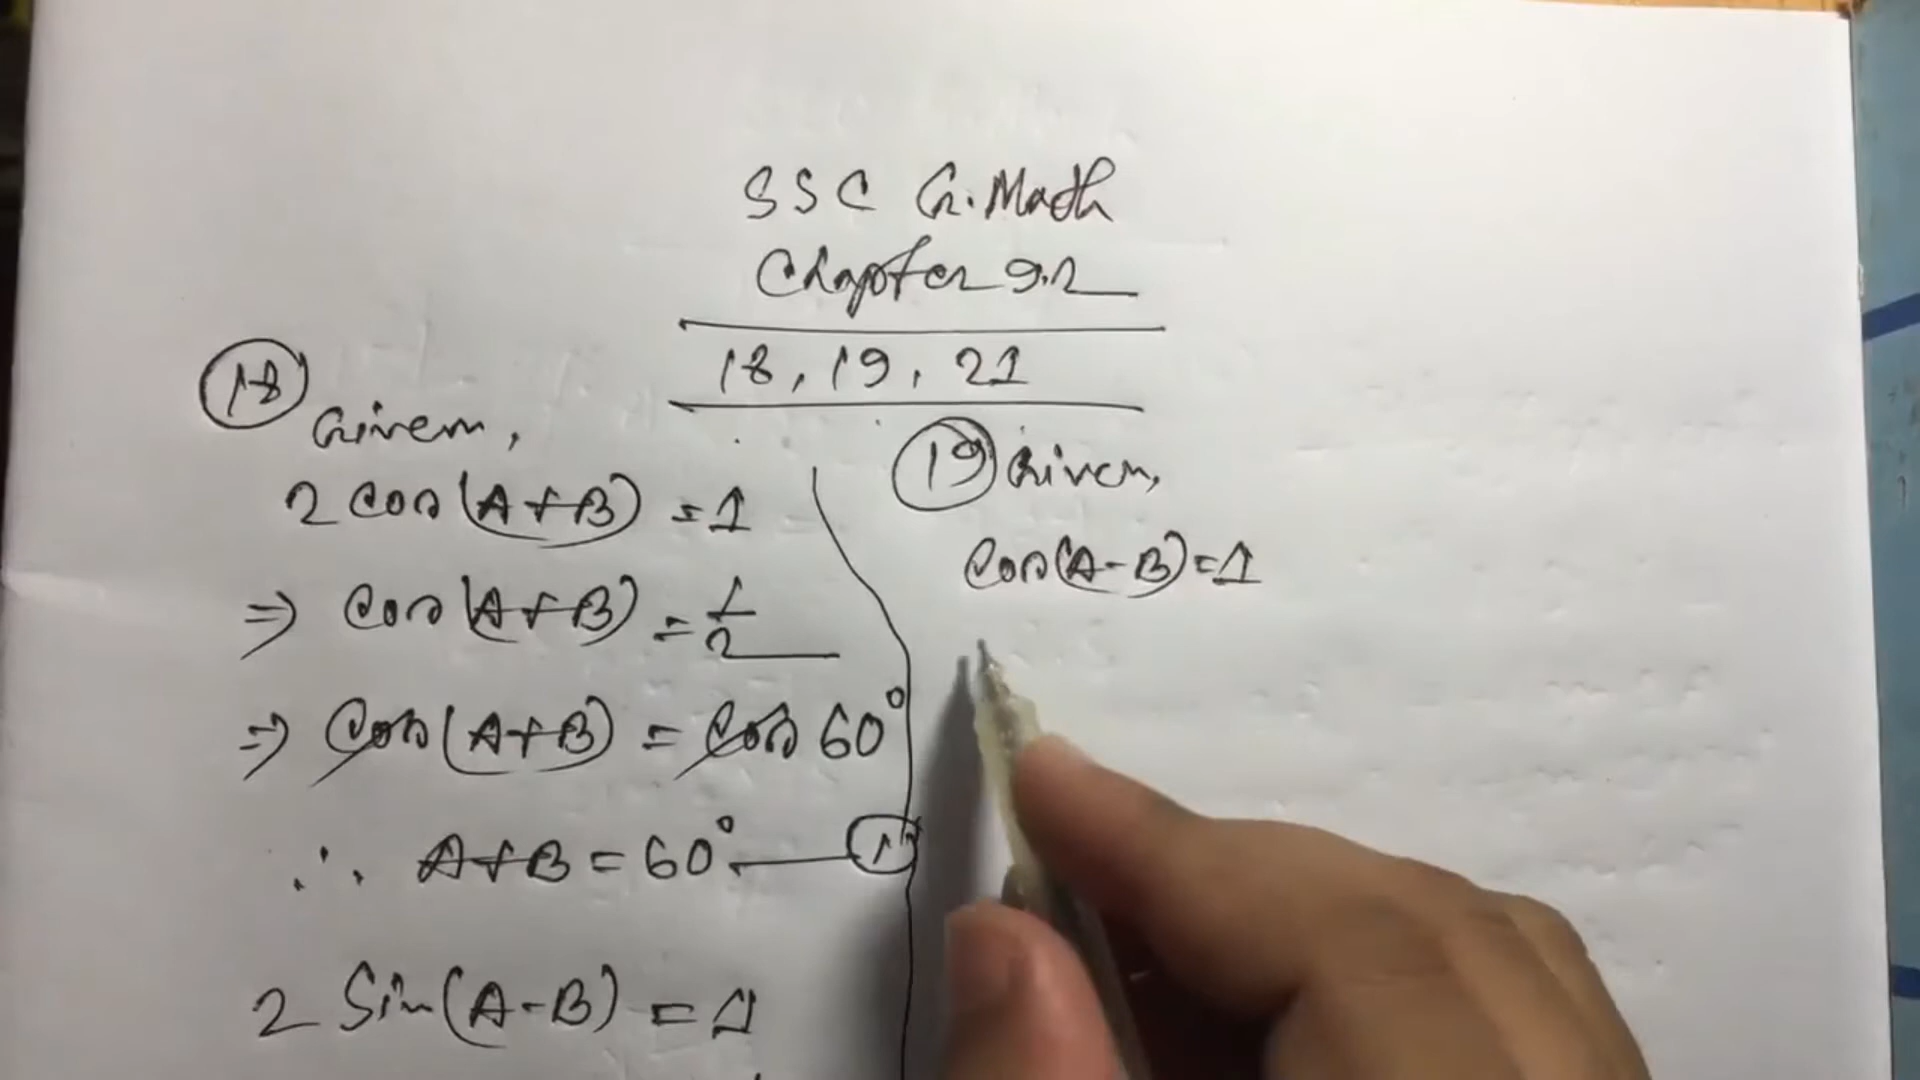 SSC G.Math
Chapter 9.2
18, 19, 21
18
Given,
2 Cos(A+B) = 1
⇒ Cos(A+B) = 1/2
⇒ Cos(A+B) = Cos 60°
∴ A+B = 60° — 1
2 Sin(A-B) = 1
19 Given,
Cos(A-B) = 1